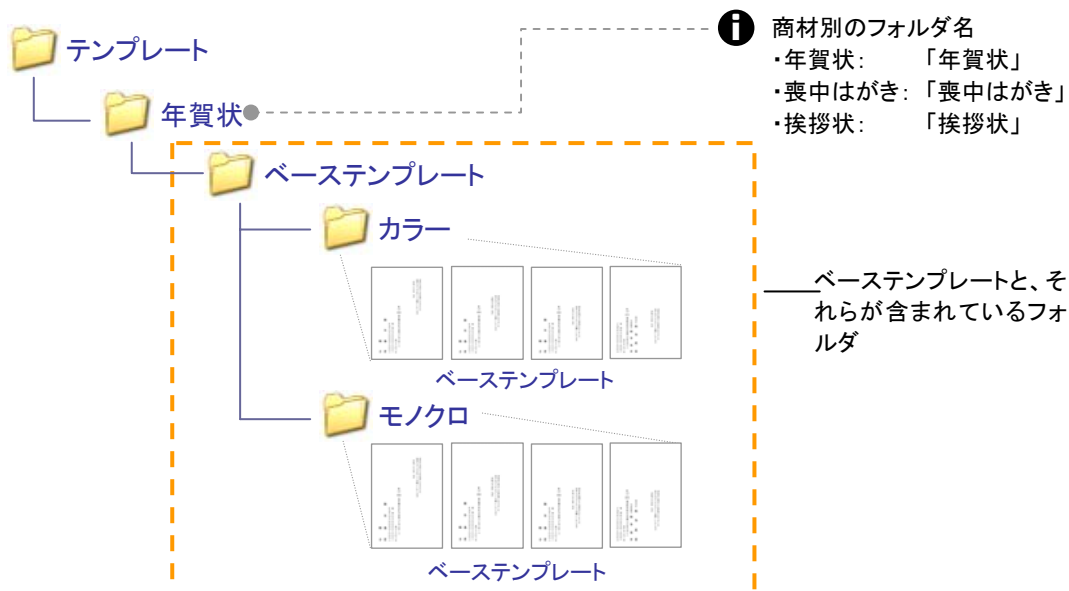 テンプレート
年賀状
ベーステンプレート
カラー
ベーステンプレート
モノクロ
ベーステンプレート
商材別のフォルダ名
・年賀状： 「年賀状」
・喪中はがき： 「喪中はがき」
・挨拶状： 「挨拶状」
ベーステンプレートと、そ
れらが含まれているフォ
ルダ